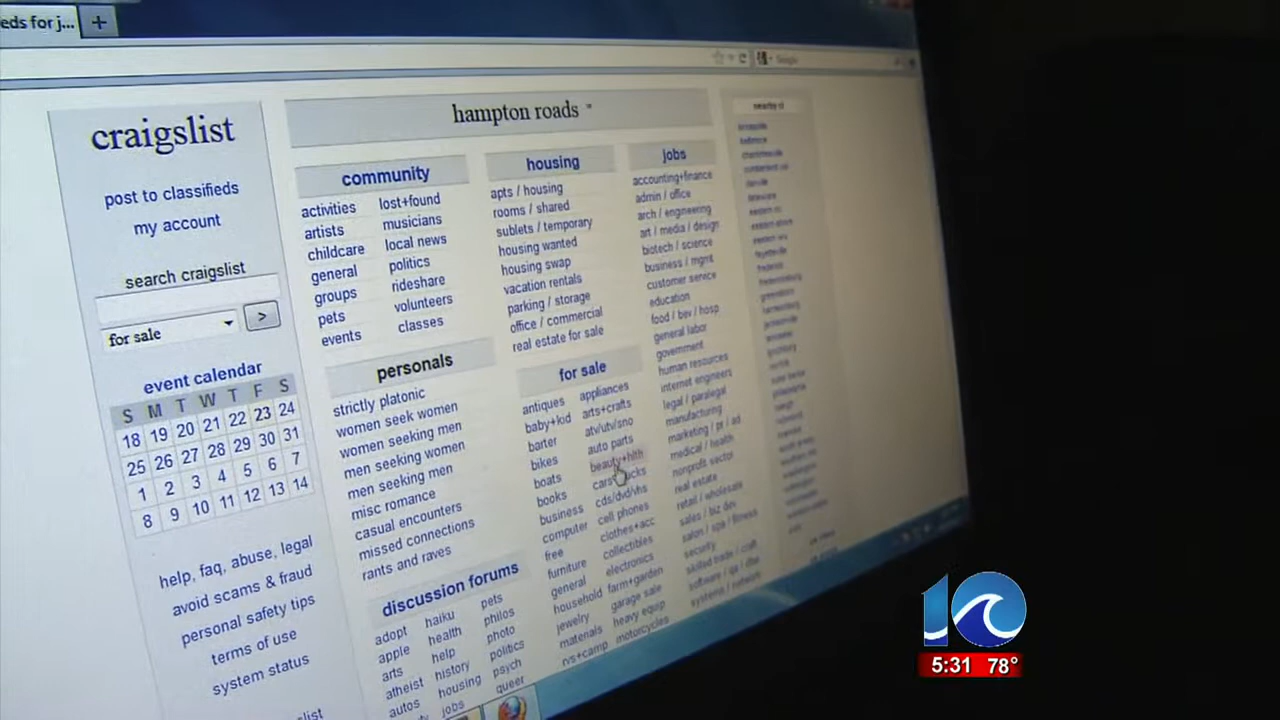 eds for j...
+
Google
craigslist
post to classifieds
my account
search craigslist
for sale
>
event calendar
S M T W T F S
18 19 20 21 22 23 24
25 26 27 28 29 30 31
1 2 3 4 5 6 7
8 9 10 11 12 13 14
help, faq, abuse, legal
avoid scams & fraud
personal safety tips
terms of use
system status
hampton roads
community
activities lost+found
artists musicians
childcare local news
general politics
groups rideshare
pets volunteers
events classes
personals
strictly platonic
women seek women
women seeking men
men seeking women
men seeking men
misc romance
casual encounters
missed connections
rants and raves
discussion forums
adopt haiku pets
apple health philos
arts help photo
atheist history politics
autos housing psych
jobs queer
housing
apts / housing
rooms / shared
sublets / temporary
housing wanted
housing swap
vacation rentals
parking / storage
office / commercial
real estate for sale
for sale
antiques appliances
baby+kid arts+crafts
barter atv/utv/sno
bikes auto parts
boats beauty+hlth
books
business cds/dvd/vhs
computer cell phones
free clothes+acc
furniture collectibles
general electronics
household farm+garden
jewelry garage sale
materials heavy equip
rvs+camp motorcycles
jobs
accounting+finance
admin / office
arch / engineering
art / media / design
biotech / science
business / mgmt
customer service
education
food / bev / hosp
general labor
government
human resources
internet engineers
legal / paralegal
manufacturing
marketing / pr / ad
medical / health
nonprofit sector
real estate
retail / wholesale
sales / biz dev
salon / spa / fitness
security
skilled trade / craft
software / qa / dba
systems / network
10
5:31 78°